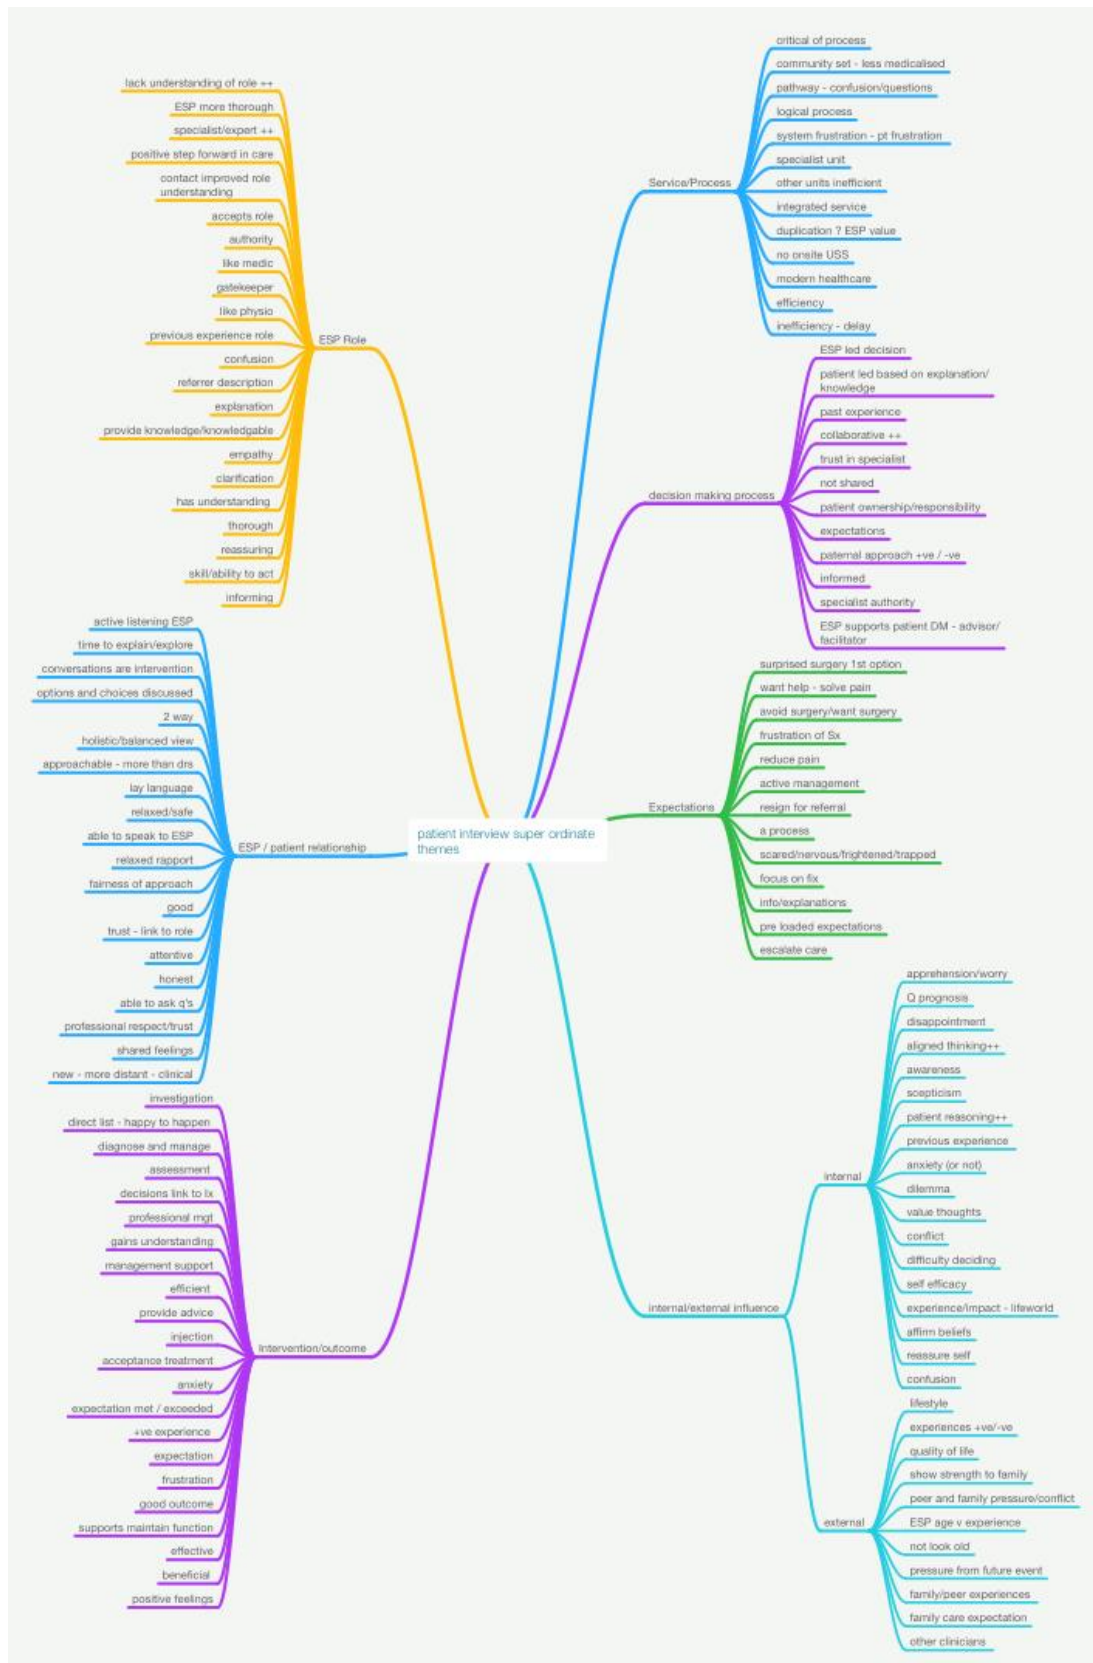 lack understanding of role ++
ESP more thorough
specialist/expert ++
positive step forward in care
contact improved role
understanding
accepts role
authority
like medic
gatekeeper
like physio
previous experience role
confusion
referrer description
explanation
provide knowledge/knowledgable
empathy
clarification
has understanding
thorough
reassuring
skill/ability to act
informing
ESP Role
active listening ESP
time to explain/explore
conversations are intervention
options and choices discussed
2 way
holistic/balanced view
approachable - more than drs
lay language
relaxed/safe
able to speak to ESP
relaxed rapport
fairness of approach
good
trust - link to role
attentive
honest
able to ask q's
professional respect/trust
shared feelings
new - more distant - clinical
ESP / patient relationship
investigation
direct list - happy to happen
diagnose and manage
assessment
decisions link to Ix
professional mgt
gains understanding
management support
efficient
provide advice
injection
acceptance treatment
anxiety
expectation met / exceeded
+ve experience
expectation
frustration
good outcome
supports maintain function
effective
beneficial
positive feelings
Intervention/outcome
patient interview super ordinate
themes
Service/Process
critical of process
community set - less medicalised
pathway - confusion/questions
logical process
system frustration - pt frustration
specialist unit
other units inefficient
integrated service
duplication ? ESP value
no onsite USS
modern healthcare
efficiency
inefficiency - delay
decision making process
ESP led decision
patient led based on explanation/
knowledge
past experience
collaborative ++
trust in specialist
not shared
patient ownership/responsibility
expectations
paternal approach +ve / -ve
informed
specialist authority
ESP supports patient DM - advisor/
facilitator
Expectations
surprised surgery 1st option
want help - solve pain
avoid surgery/want surgery
frustration of Sx
reduce pain
active management
resign for referral
a process
scared/nervous/frightened/trapped
focus on fix
info/explanations
pre loaded expectations
escalate care
internal/external influence
internal
apprehension/worry
Q prognosis
disappointment
aligned thinking++
awareness
scepticism
patient reasoning++
previous experience
anxiety (or not)
dilemma
value thoughts
conflict
difficulty deciding
self efficacy
experience/impact - lifeworld
affirm beliefs
reassure self
confusion
external
lifestyle
experiences +ve/-ve
quality of life
show strength to family
peer and family pressure/conflict
ESP age v experience
not look old
pressure from future event
family/peer experiences
family care expectation
other clinicians